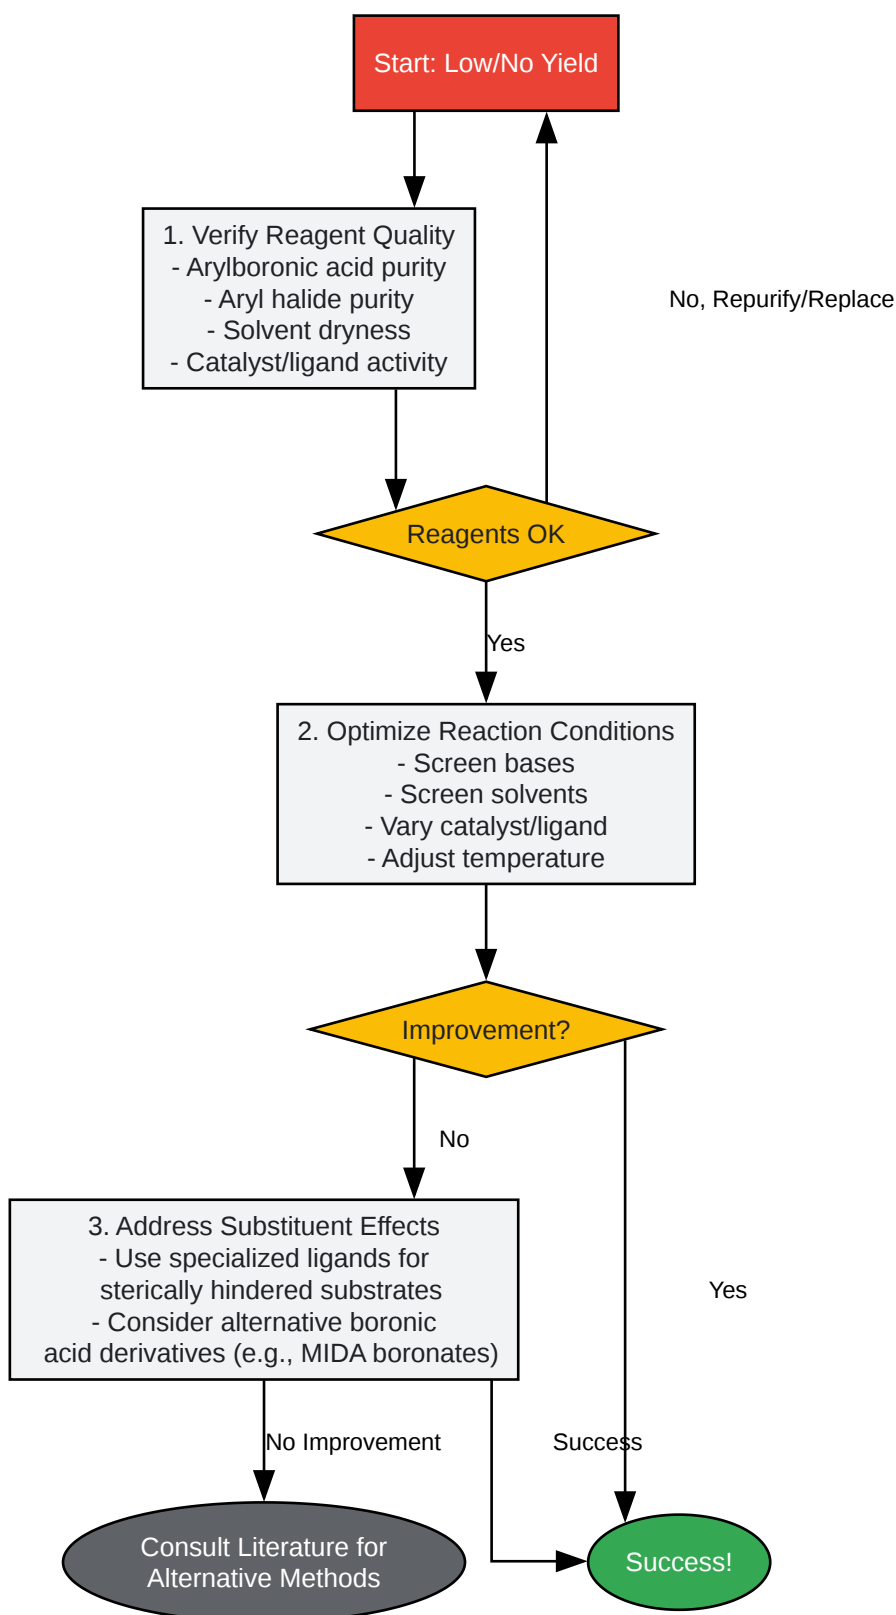 Start: Low/No Yield
1. Verify Reagent Quality
- Arylboronic acid purity
- Aryl halide purity
- Solvent dryness
- Catalyst/ligand activity
No, Repurify/Replace
Reagents OK
Yes
2. Optimize Reaction Conditions
- Screen bases
- Screen solvents
- Vary catalyst/ligand
- Adjust temperature
Improvement?
No
3. Address Substituent Effects
- Use specialized ligands for
sterically hindered substrates
- Consider alternative boronic
acid derivatives (e.g., MIDA boronates)
Yes
No Improvement
Success
Consult Literature for
Alternative Methods
Success!